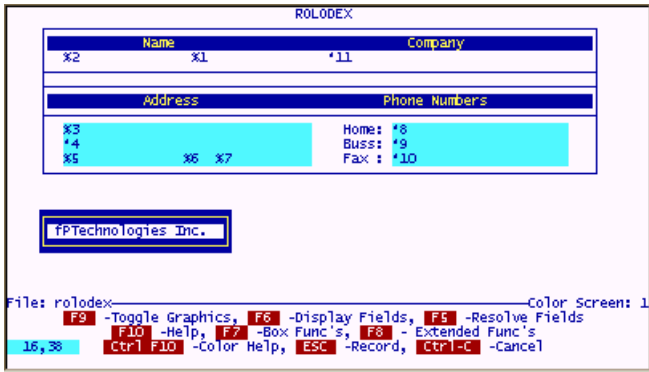 ROLODEX
Name Company
%2 %1 *11
Address Phone Numbers
%3 Home: *8
*4 Buss: *9
%5 %6 %7 Fax : *10
fPTechnologies Inc.
File: rolodex Color Screen: 1
F9 -Toggle Graphics, F6 -Display Fields, F5 -Resolve Fields
F10 -Help, F7 -Box Func's, F8 - Extended Func's
16,38 Ctrl F10 -Color Help, ESC -Record, Ctrl-C -Cancel